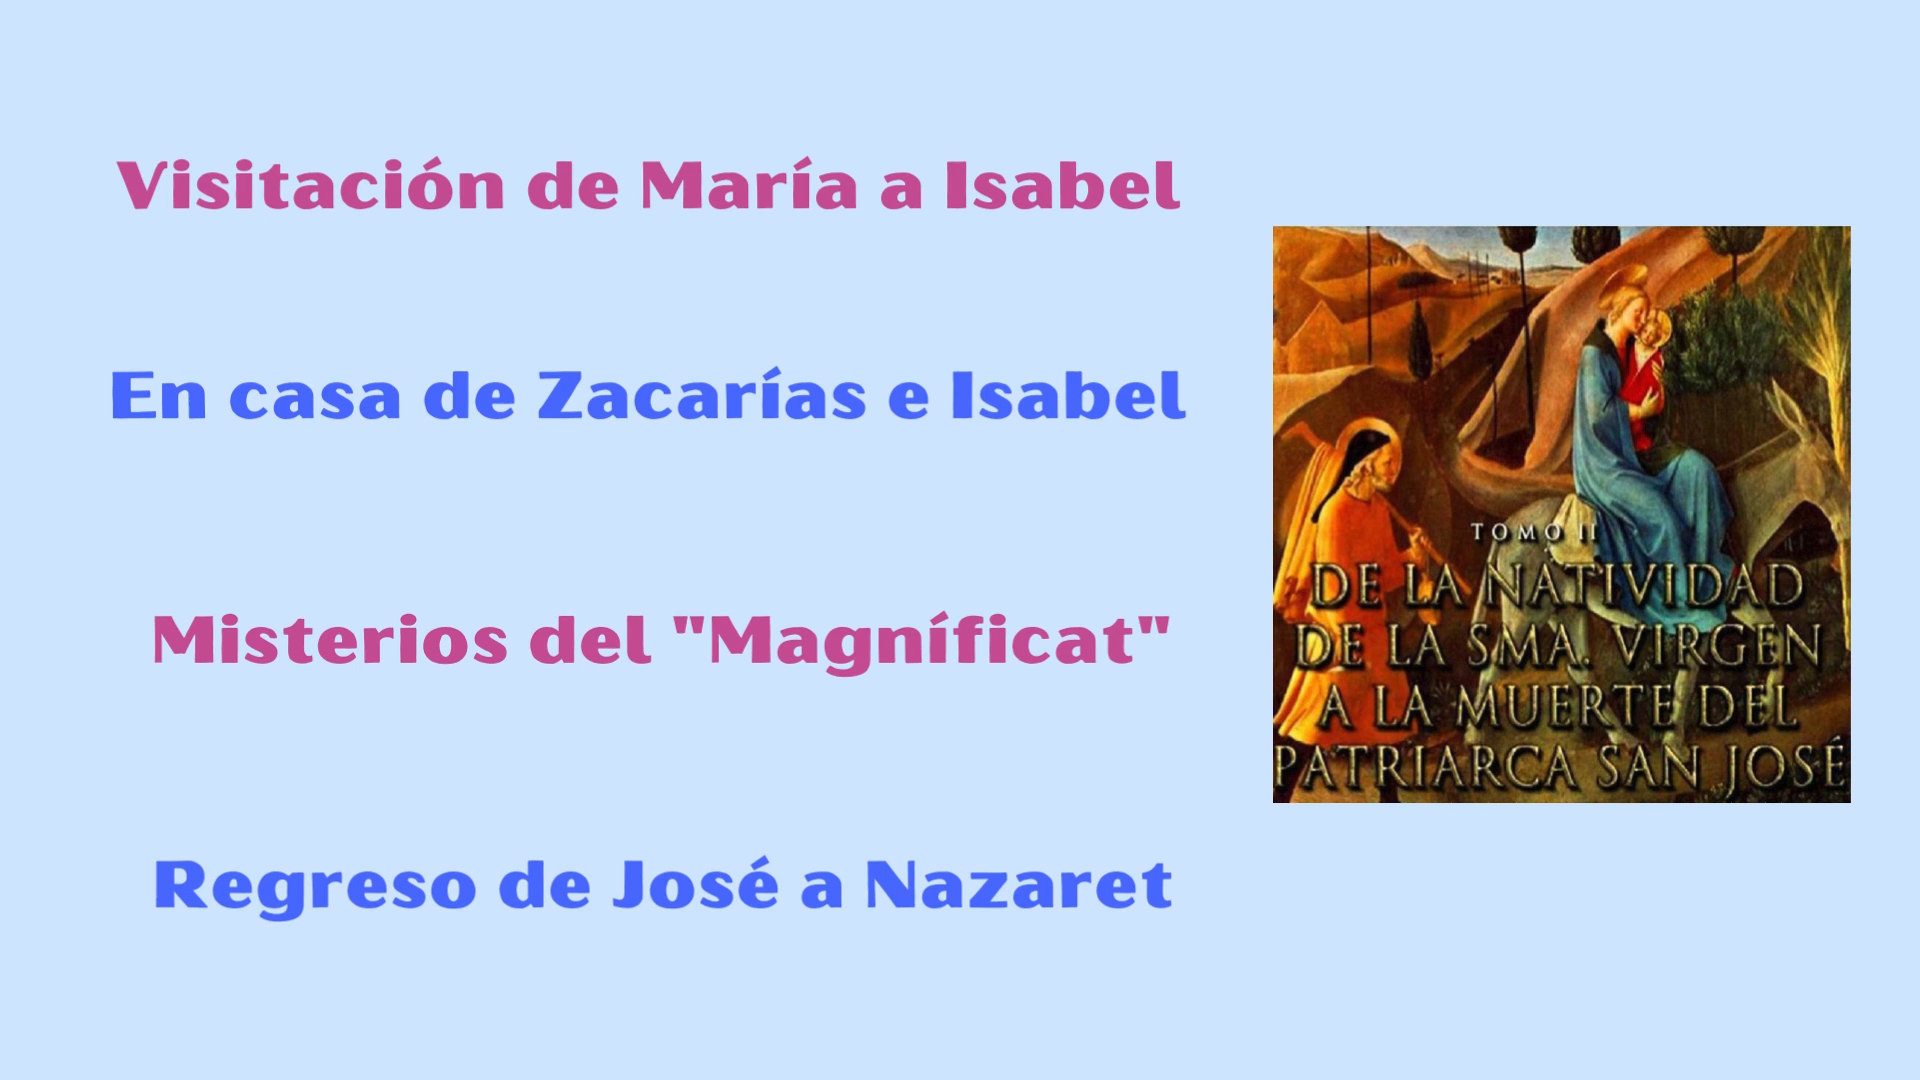 Visitación de María a Isabel
En casa de Zacarías e Isabel
Misterios del "Magníficat"
Regreso de José a Nazaret
TOMO II
DE LA NATIVIDAD
DE LA SMA. VIRGEN
A LA MUERTE DEL
PATRIARCA SAN JOSÉ